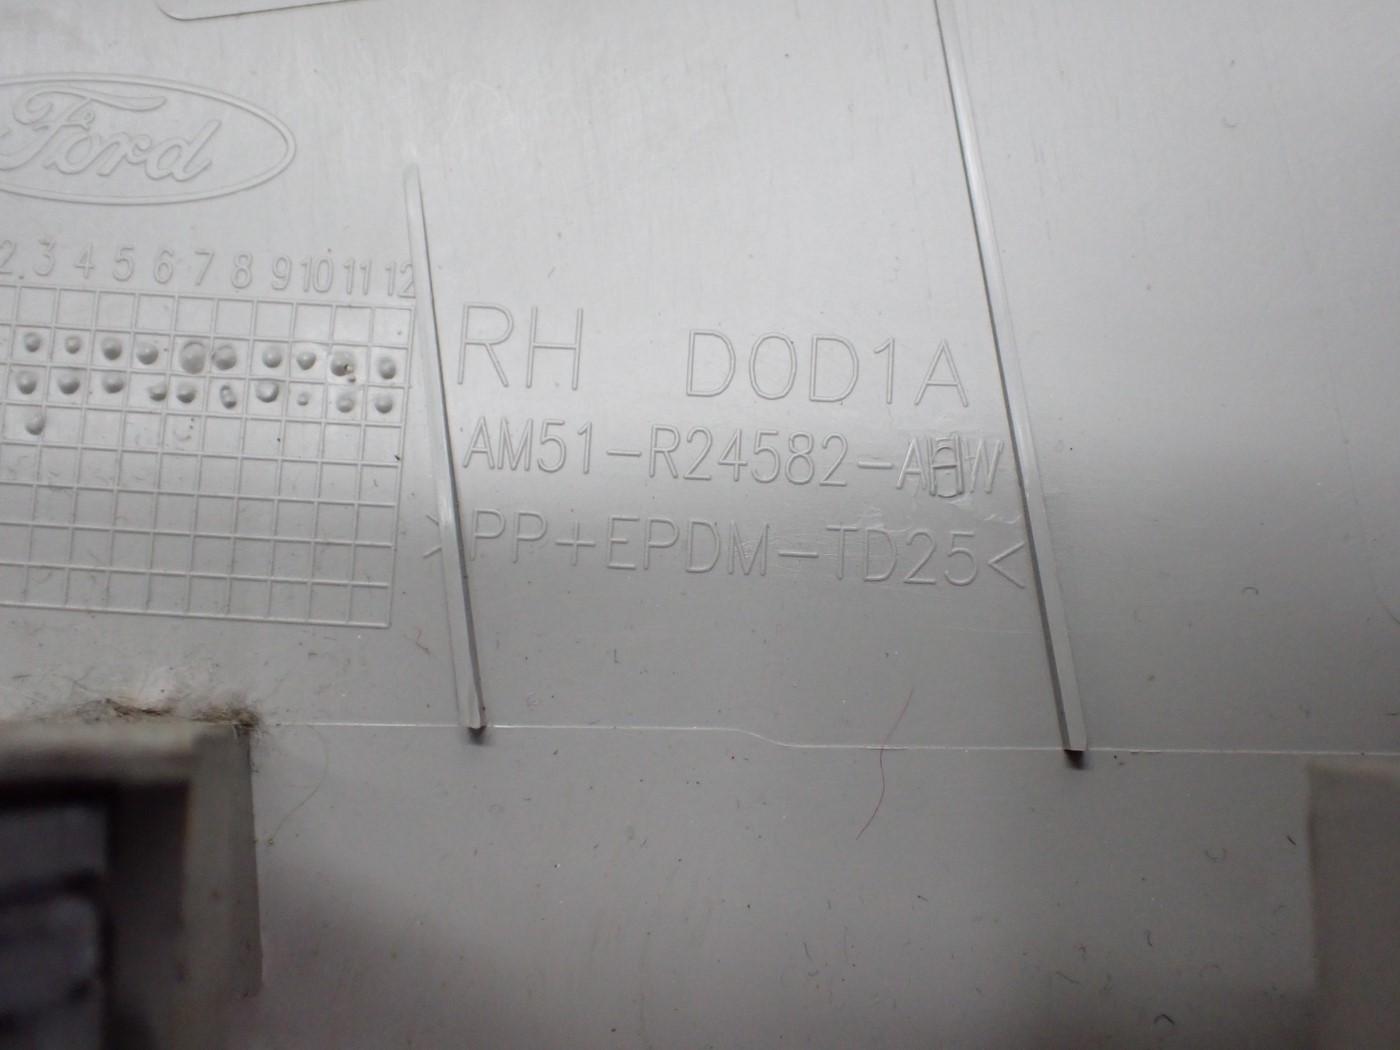 Ford
2 3 4 5 6 7 8 9 10 11 12
RH D0D1A
AM51-R24582-
>PP+EPDM-TD25<